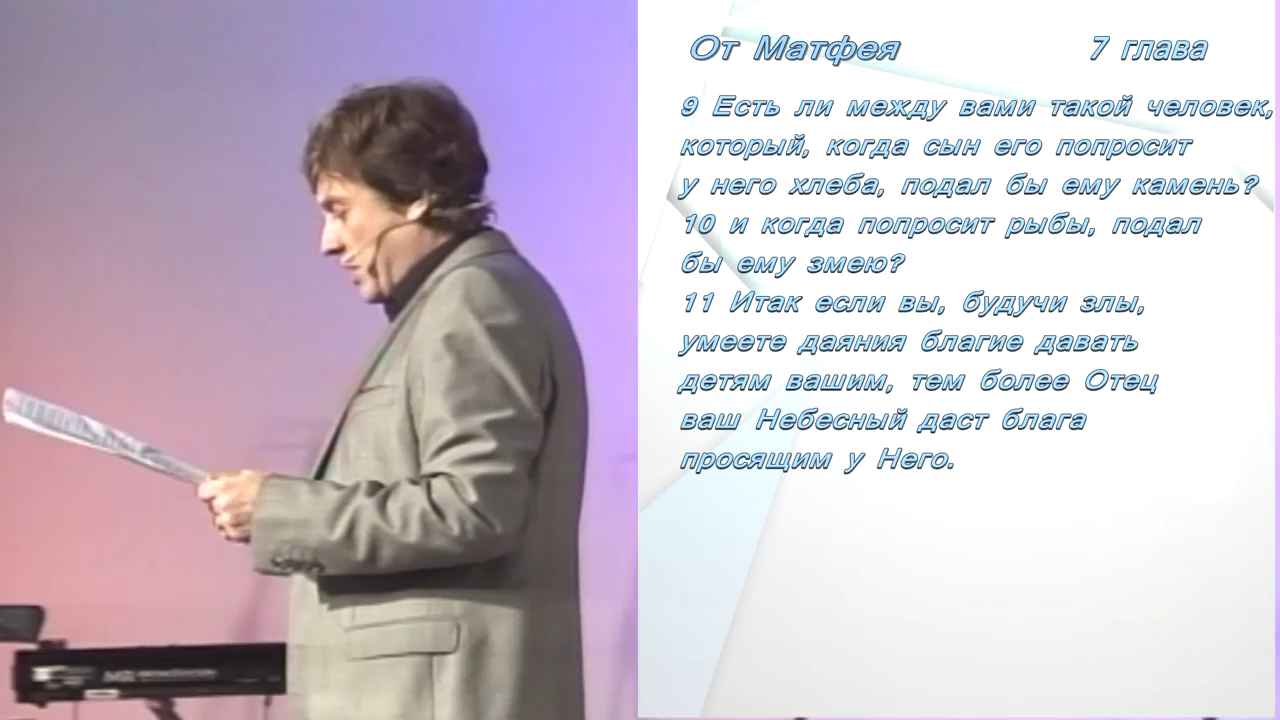 От Матфея 7 глава
9 Есть ли между вами такой человек,
который, когда сын его попросит
у него хлеба, подал бы ему камень?
10 и когда попросит рыбы, подал
бы ему змею?
11 Итак если вы, будучи злы,
умеете даяния благие давать
детям вашим, тем более Отец
ваш Небесный даст блага
просящим у Него.